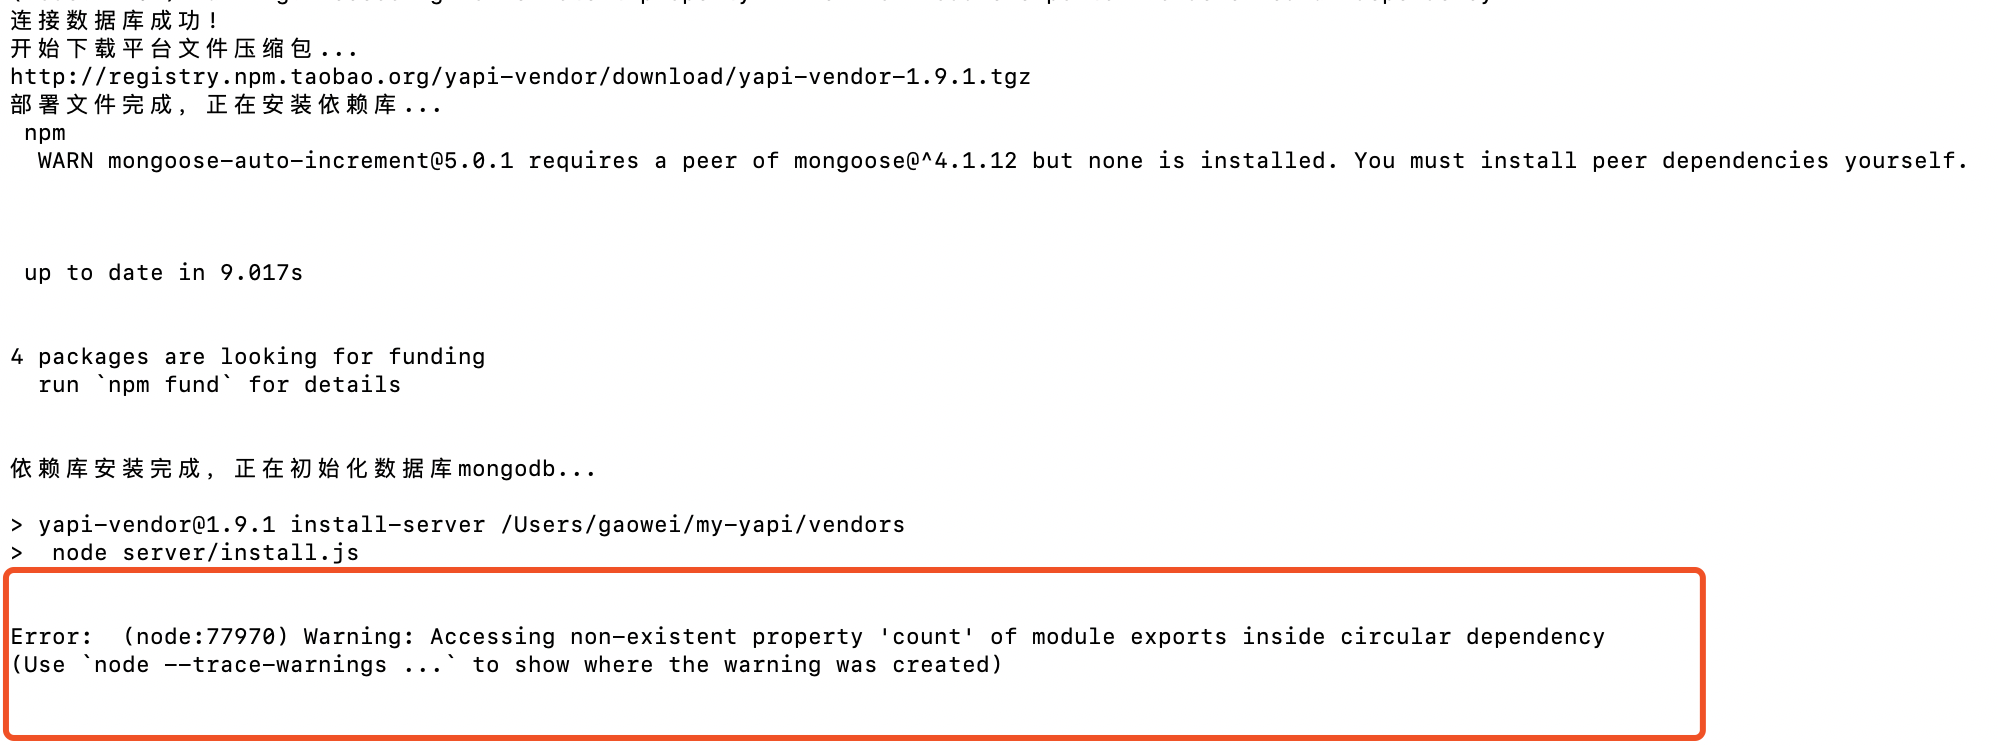 连接数据库成功!
开始下载平台文件压缩包...
http://registry.npm.taobao.org/yapi-vendor/download/yapi-vendor-1.9.1.tgz
部署文件完成，正在安装依赖库...
npm
WARN mongoose-auto-increment@5.0.1 requires a peer of mongoose@^4.1.12 but none is installed. You must install peer dependencies yourself.
up to date in 9.017s
4 packages are looking for funding
run `npm fund` for details
依赖库安装完成，正在初始化数据库mongodb...
> yapi-vendor@1.9.1 install-server /Users/gaowei/my-yapi/vendors
> node server/install.js
Error: (node:77970) Warning: Accessing non-existent property 'count' of module exports inside circular dependency
(Use `node --trace-warnings ...` to show where the warning was created)